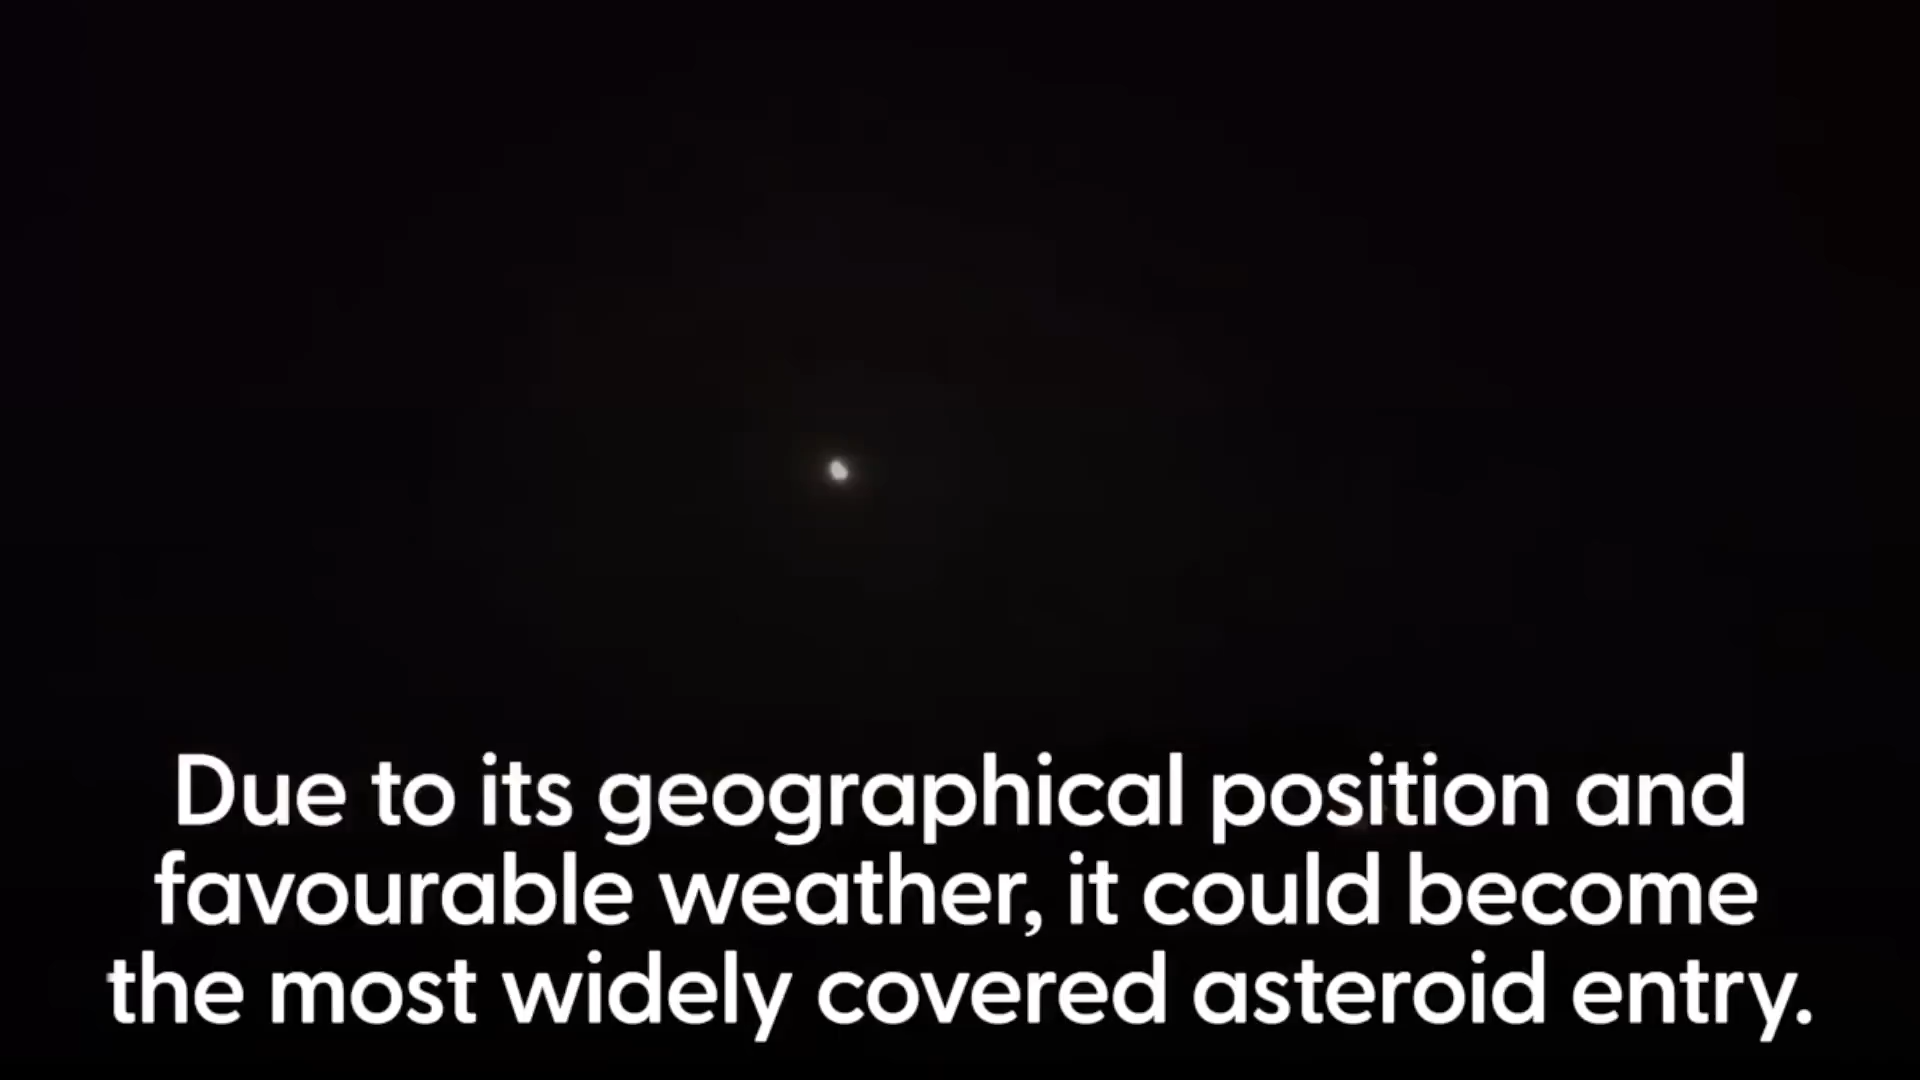 Due to its geographical position and
favourable weather, it could become
the most widely covered asteroid entry.